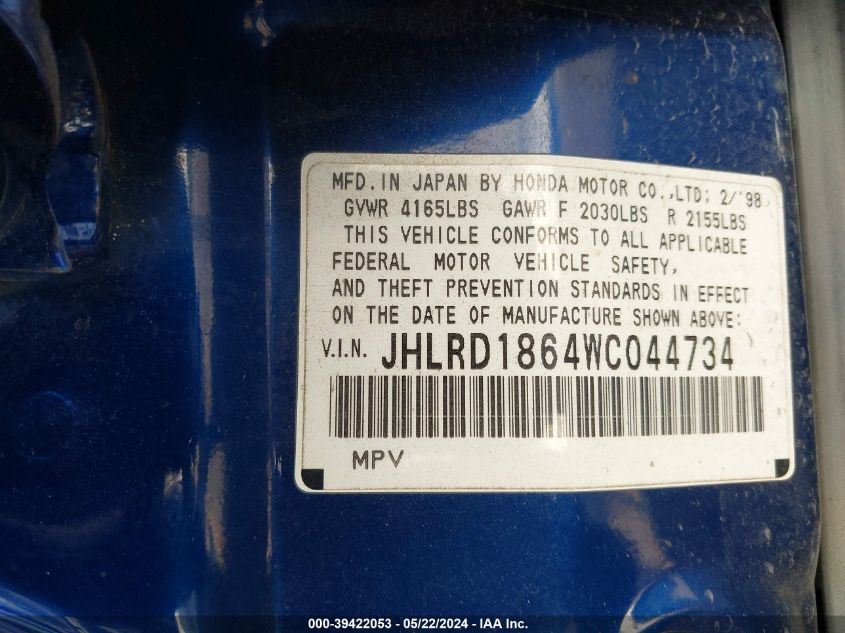 MFD. IN JAPAN BY HONDA MOTOR CO., LTD; 2/'98
GVWR 4165LBS GAWR F 2030LBS R 2155LBS
THIS VEHICLE CONFORMS TO ALL APPLICABLE
FEDERAL MOTOR VEHICLE SAFETY,
AND THEFT PREVENTION STANDARDS IN EFFECT
ON THE DATE OF MANUFACTURE SHOWN ABOVE:
V.I.N. JHLRD1864WC044734
MPV
000-39422053 - 05/22/2024 - IAA Inc.